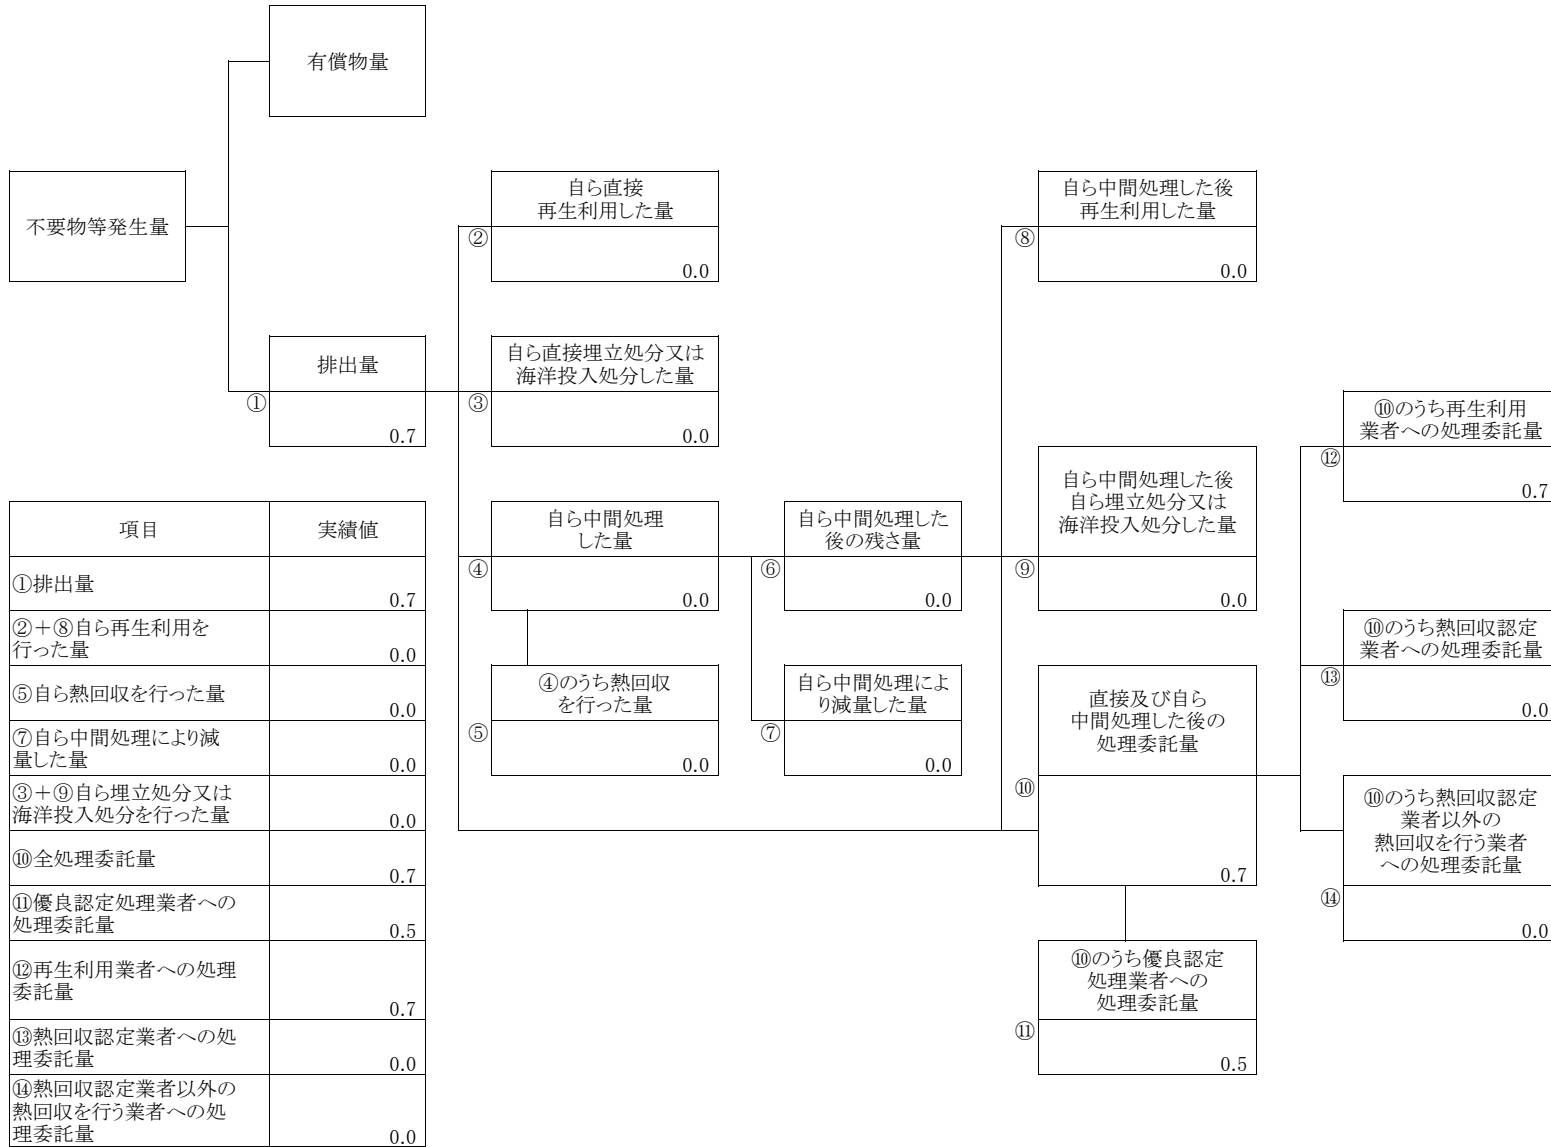 有償物量
不要物等発生量
自ら直接
再生利用した量
②
0.0
自ら中間処理した後
再生利用した量
⑧
0.0
排出量
①
0.7
自ら直接埋立処分又は
海洋投入処分した量
③
0.0
⑩のうち再生利用
業者への処理委託量
⑫
0.7
自ら中間処理
した量
④
0.0
自ら中間処理した
後の残さ量
⑥
0.0
自ら中間処理した後
自ら埋立処分又は
海洋投入処分した量
⑨
0.0
④のうち熱回収
を行った量
⑤
0.0
自ら中間処理によ
り減量した量
⑦
0.0
直接及び自ら
中間処理した後の
処理委託量
⑩
0.7
⑩のうち熱回収認定
業者への処理委託量
⑬
0.0
⑩のうち熱回収認定
業者以外の
熱回収を行う業者
への処理委託量
⑭
0.0
⑩のうち優良認定
処理業者への
処理委託量
⑪
0.5
項目 実績値
①排出量
0.7
②+⑧自ら再生利用を
行った量
0.0
⑤自ら熱回収を行った量
0.0
⑦自ら中間処理により減
量した量
0.0
③+⑨自ら埋立処分又は
海洋投入処分を行った量
0.0
⑩全処理委託量
0.7
⑪優良認定処理業者への
処理委託量
0.5
⑫再生利用業者への処理
委託量
0.7
⑬熱回収認定業者への処
理委託量
0.0
⑭熱回収認定業者以外の
熱回収を行う業者への処
理委託量
0.0